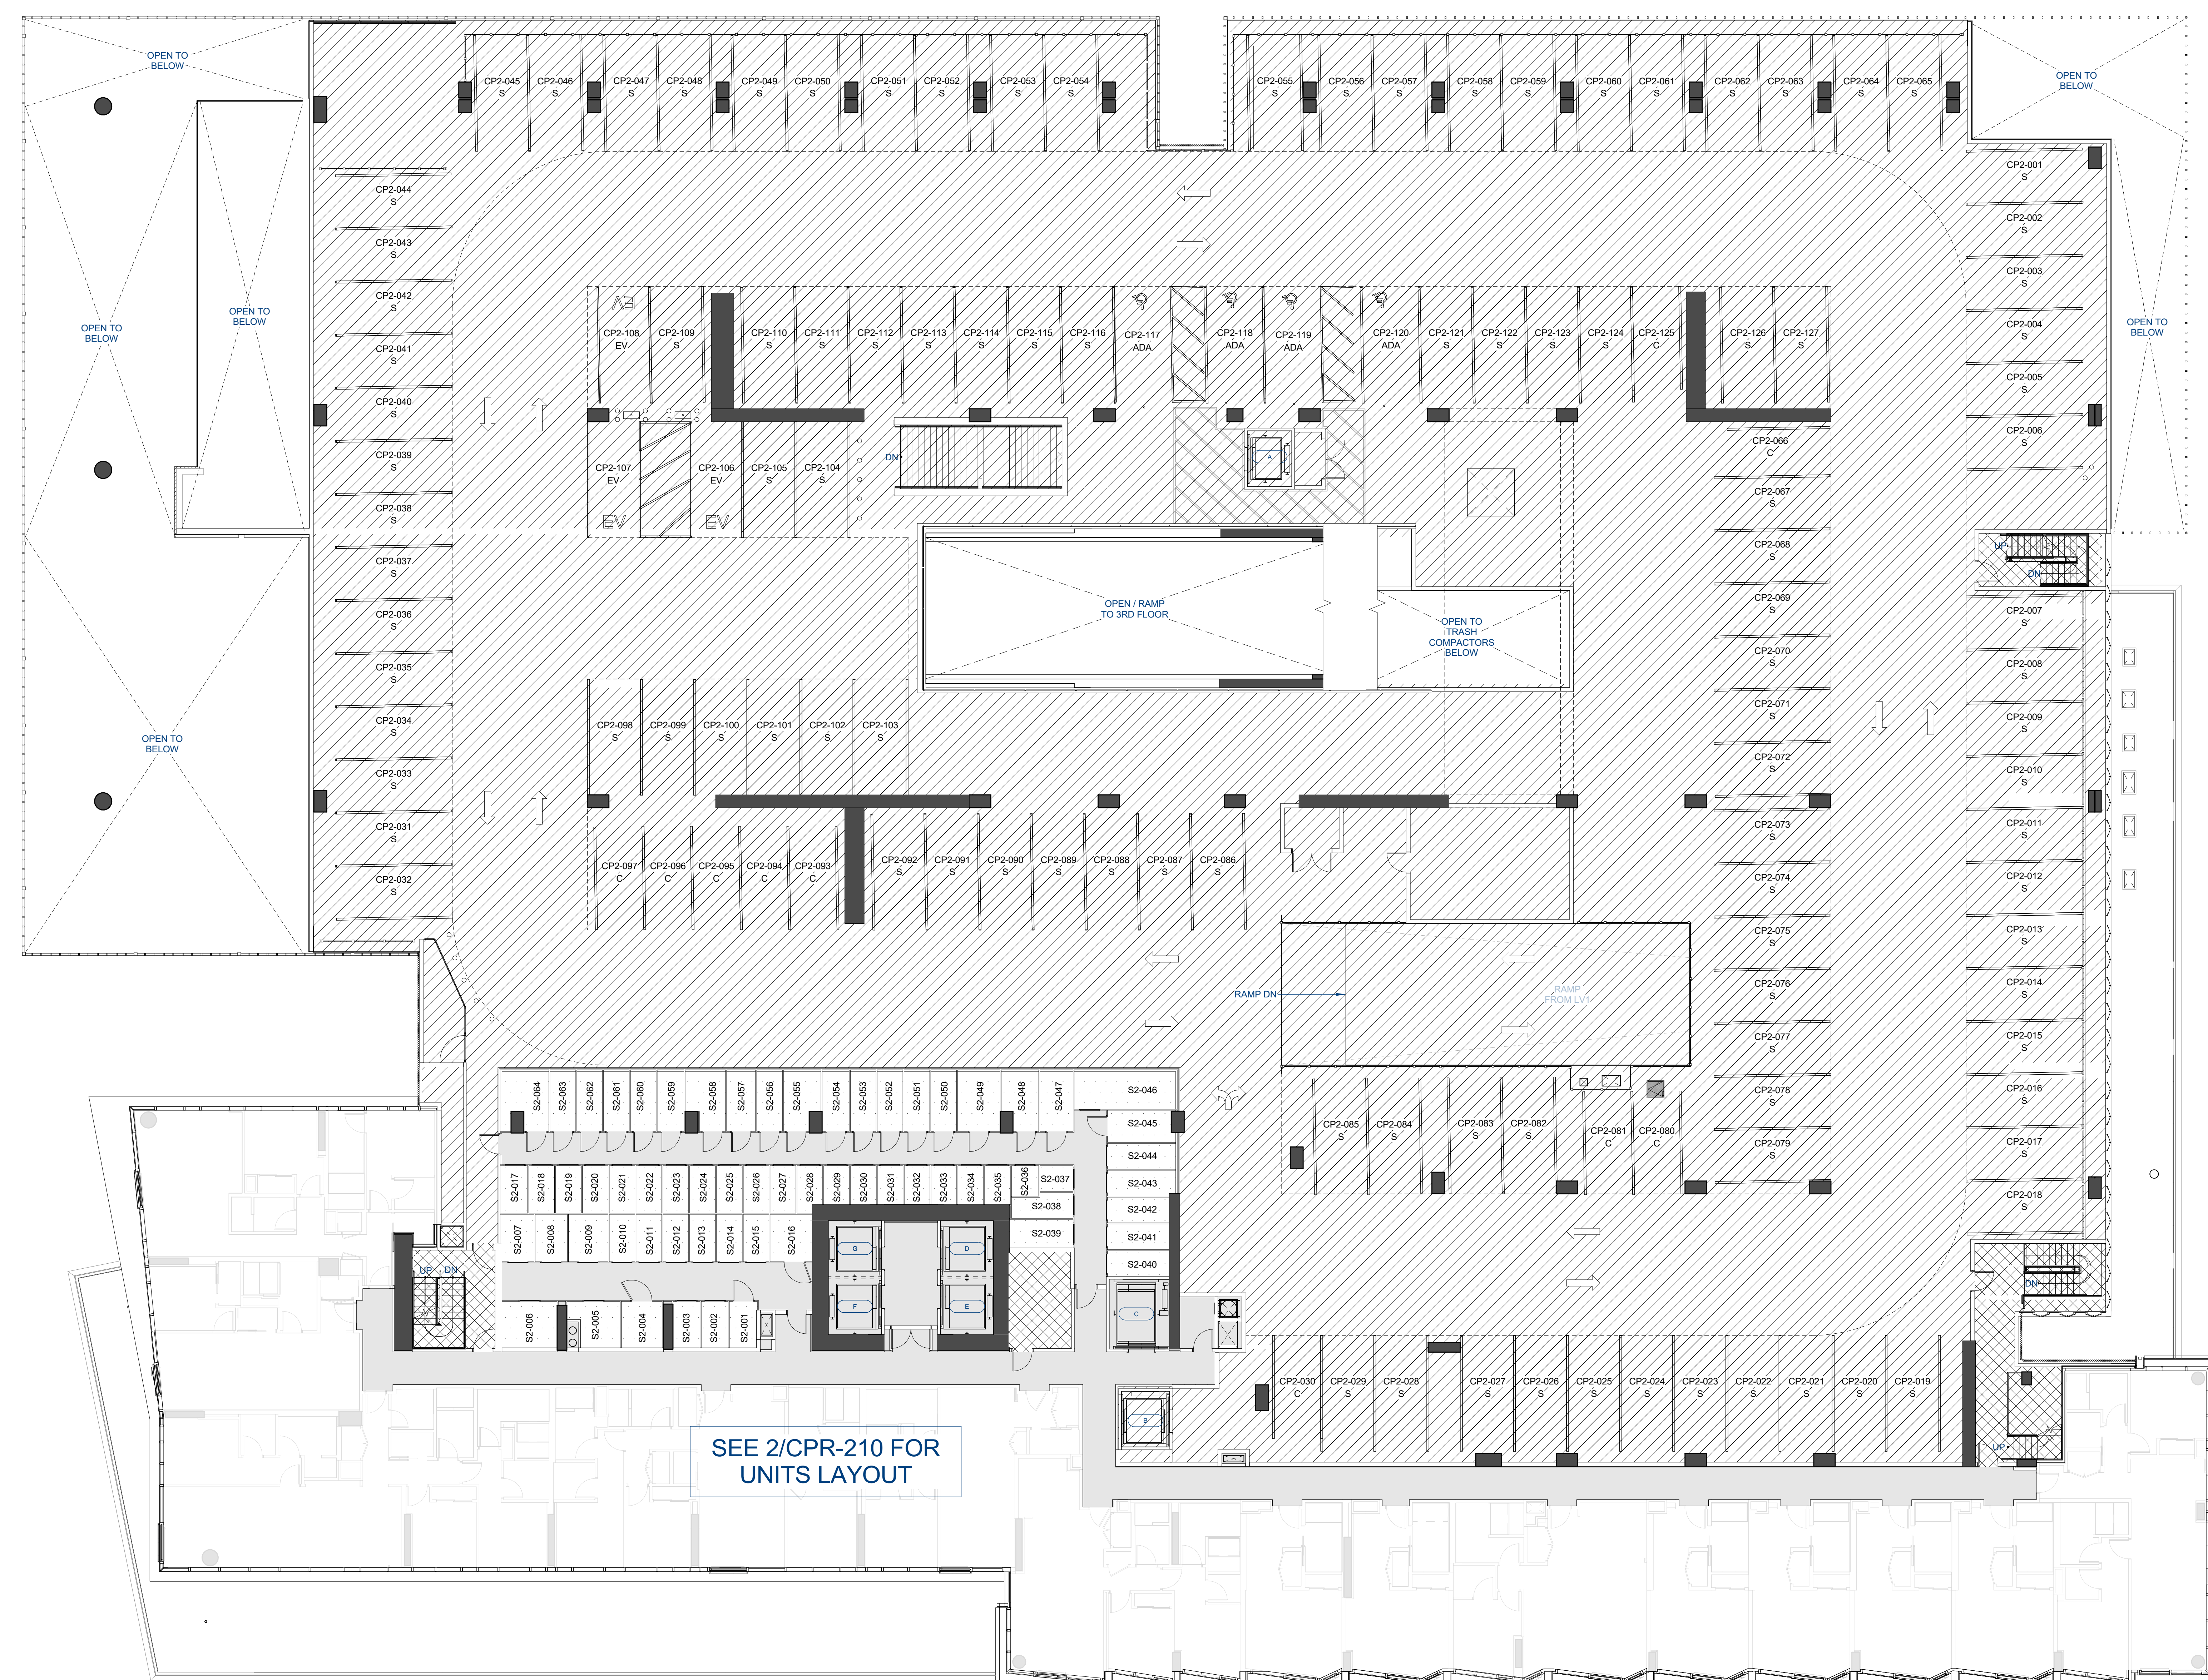 OPEN TO
BELOW
CP2-045
S
CP2-046
S
CP2-047
S
CP2-048
S
CP2-049
S
CP2-050
S
CP2-051
S
CP2-052
S
CP2-053
S
CP2-054
S
CP2-055
S
CP2-056
S
CP2-057
S
CP2-058
S
CP2-059
S
CP2-060
S
CP2-061
S
CP2-062
S
CP2-063
S
CP2-064
S
CP2-065
S
OPEN TO
BELOW
CP2-044
S
CP2-043
S
CP2-042
S
CP2-041
S
CP2-040
S
CP2-039
S
CP2-038
S
CP2-037
S
CP2-036
S
CP2-035
S
CP2-034
S
CP2-033
S
CP2-031
S
CP2-032
S
OPEN TO
BELOW
OPEN TO
BELOW
OPEN TO
BELOW
EV
CP2-108
EV
CP2-109
S
CP2-110
S
CP2-111
S
CP2-112
S
CP2-113
S
CP2-114
S
CP2-115
S
CP2-116
S
CP2-117
ADA
CP2-118
ADA
CP2-119
ADA
CP2-120
ADA
CP2-121
S
CP2-122
S
CP2-123
S
CP2-124
S
CP2-125
C
CP2-126
S
CP2-127
S
CP2-001
S
CP2-002
S
CP2-003
S
CP2-004
S
CP2-005
S
CP2-006
S
OPEN TO
BELOW
CP2-107
EV
EV
CP2-106
EV
EV
CP2-105
S
CP2-104
S
DN
A
CP2-066
C
CP2-067
S
CP2-068
S
CP2-069
S
CP2-070
S
CP2-071
S
CP2-072
S
CP2-073
S
CP2-074
S
CP2-075
S
CP2-076
S
CP2-077
S
CP2-078
S
CP2-079
S
UP
DN
OPEN / RAMP
TO 3RD FLOOR
OPEN TO
TRASH
COMPACTORS
BELOW
CP2-007
S
CP2-008
S
CP2-009
S
CP2-010
S
CP2-011
S
CP2-012
S
CP2-013
S
CP2-014
S
CP2-015
S
CP2-016
S
CP2-017
S
CP2-018
S
CP2-098
S
CP2-099
S
CP2-100
S
CP2-101
S
CP2-102
S
CP2-103
S
CP2-097
C
CP2-096
C
CP2-095
C
CP2-094
C
CP2-093
C
CP2-092
S
CP2-091
S
CP2-090
S
CP2-089
S
CP2-088
S
CP2-087
S
CP2-086
S
RAMP DN
RAMP
FROM LV1
CP2-085
S
CP2-084
S
CP2-083
S
CP2-082
S
CP2-081
C
CP2-080
C
S2-064
S2-063
S2-062
S2-061
S2-060
S2-059
S2-058
S2-057
S2-056
S2-055
S2-054
S2-053
S2-052
S2-051
S2-050
S2-049
S2-048
S2-047
S2-046
S2-045
S2-044
S2-043
S2-042
S2-041
S2-040
S2-017
S2-018
S2-019
S2-020
S2-021
S2-022
S2-023
S2-024
S2-025
S2-026
S2-027
S2-028
S2-029
S2-030
S2-031
S2-032
S2-033
S2-034
S2-035
S2-036
S2-037
S2-038
S2-039
S2-007
S2-008
S2-009
S2-010
S2-011
S2-012
S2-013
S2-014
S2-015
S2-016
G
D
F
E
C
UP
DN
S2-006
S2-005
S2-004
S2-003
S2-002
S2-001
DN
B
CP2-030
C
CP2-029
S
CP2-028
S
CP2-027
S
CP2-026
S
CP2-025
S
CP2-024
S
CP2-023
S
CP2-022
S
CP2-021
S
CP2-020
S
CP2-019
S
UP
SEE 2/CPR-210 FOR
UNITS LAYOUT